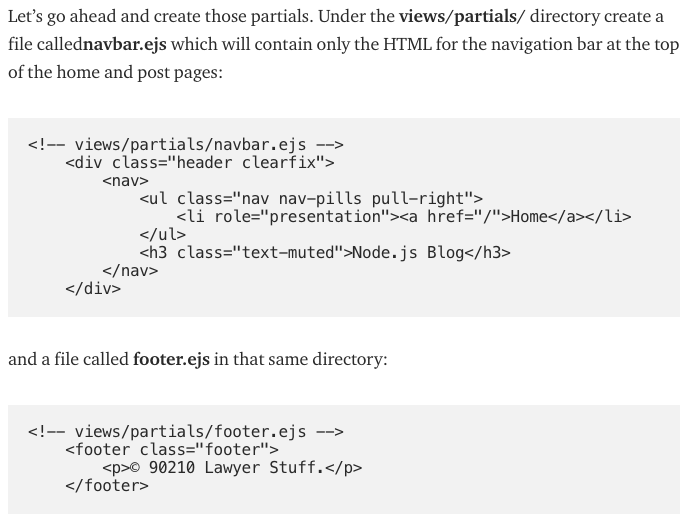 Let’s go ahead and create those partials. Under the views/partials/ directory create a
file callednavbar.ejs which will contain only the HTML for the navigation bar at the top
of the home and post pages:
<!-- views/partials/navbar.ejs -->
    <div class="header clearfix">
        <nav>
            <ul class="nav nav-pills pull-right">
                <li role="presentation"><a href="/">Home</a></li>
            </ul>
            <h3 class="text-muted">Node.js Blog</h3>
        </nav>
    </div>
and a file called footer.ejs in that same directory:
<!-- views/partials/footer.ejs -->
    <footer class="footer">
        <p>© 90210 Lawyer Stuff.</p>
    </footer>